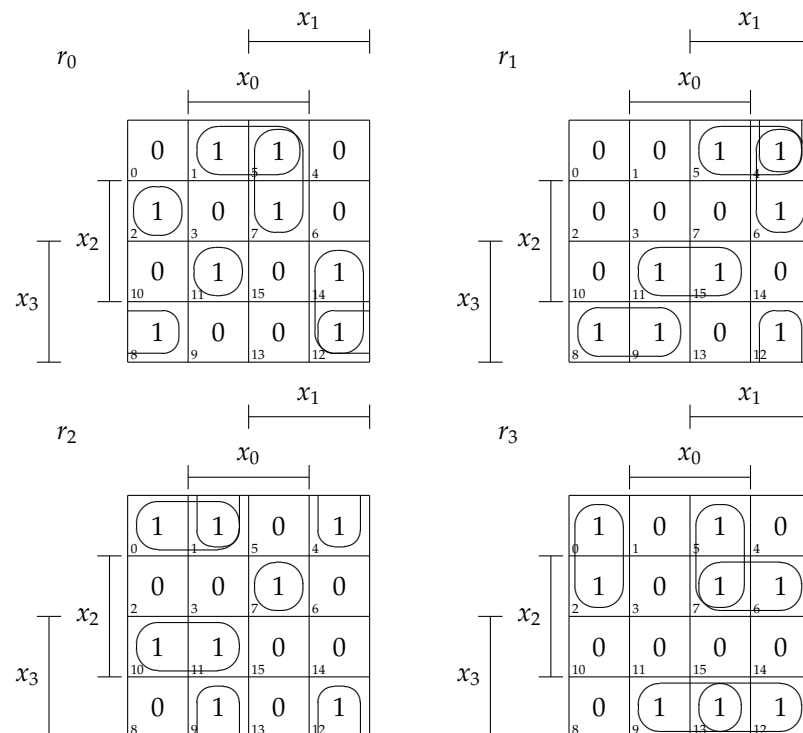 x₁
r₀
x₀
0 1 1 0
0 1 5 4
1 0 1 0
2 3 7 6
x₂
0 1 0 1
10 11 15 14
x₃
1 0 0 1
8 9 13 12
x₁
r₁
x₀
0 0 1 1
0 1 5 4
0 0 0 1
2 3 7 6
x₂
0 1 1 0
10 11 15 14
x₃
1 1 0 1
8 9 13 12
x₁
r₂
x₀
1 1 0 1
0 1 5 4
0 0 1 0
2 3 7 6
x₂
1 1 0 0
10 11 15 14
x₃
0 1 0 1
8 9 13 12
x₁
r₃
x₀
1 0 1 0
0 1 5 4
1 0 1 1
2 3 7 6
x₂
0 0 0 0
10 11 15 14
x₃
0 1 1 1
8 9 13 12